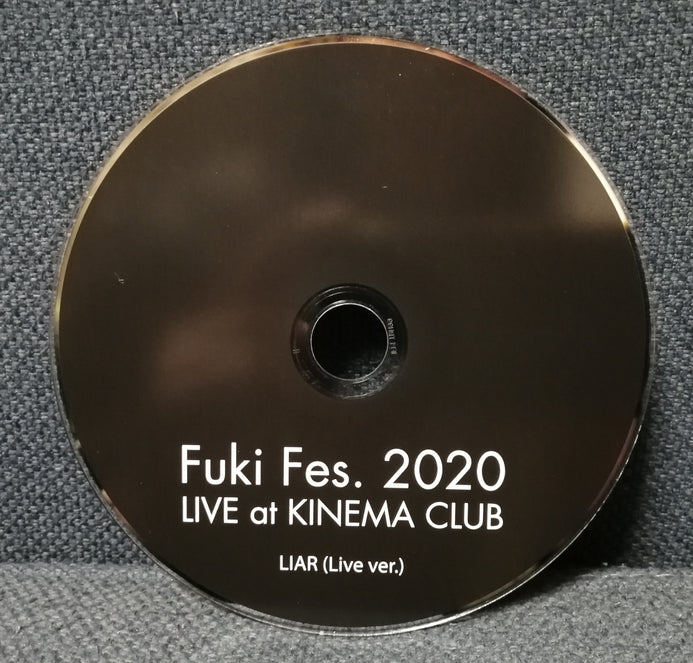 Fuki Fes. 2020
LIVE at KINEMA CLUB
LIAR (Live ver.)